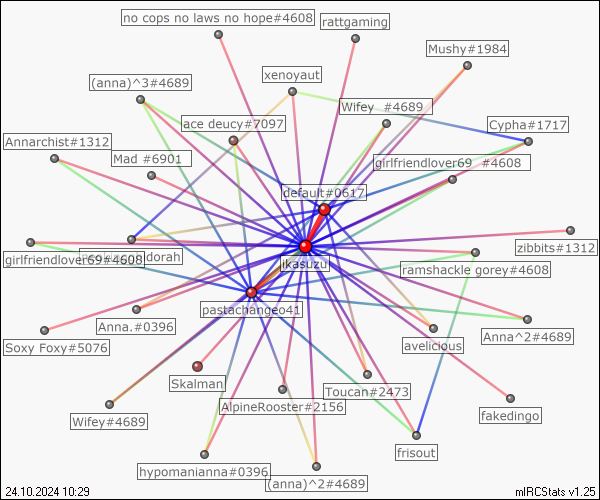 no cops no laws no hope#4608
rattgaming
Mushy#1984
xenoyaut
(anna)^3#4689
Wifey  #4689
ace deucy#7097
Cypha#1717
Annarchist#1312
Mad #6901
girlfriendlover69  #4608
default#0617
zibbits#1312
girlfriendlover69#4608
ikasuzu
ramshackle gorey#4608
pastachangeo41
Anna.#0396
Anna^2#4689
Soxy Foxy#5076
avelicious
Skalman
Toucan#2473
AlpineRooster#2156
fakedingo
Wifey#4689
frisout
hypomanianna#0396
(anna)^2#4689
24.10.2024 10:29
mIRCStats v1.25